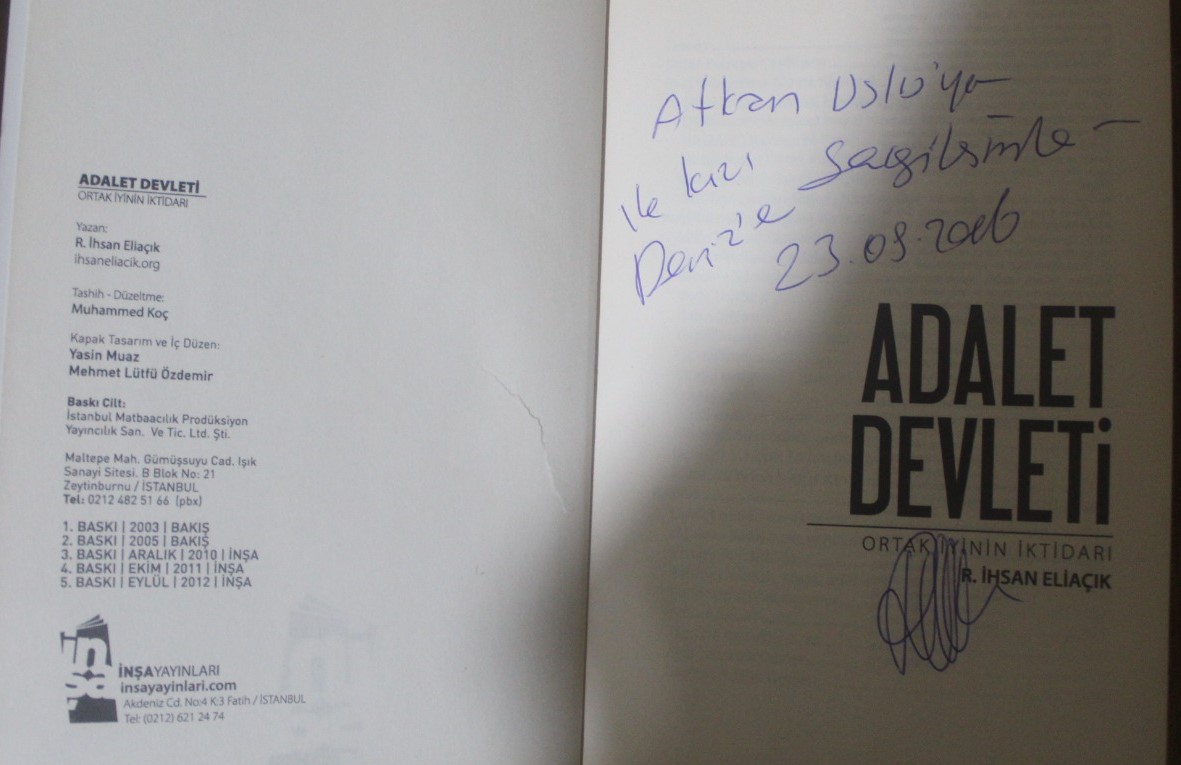 ADALET DEVLETİ
ORTAK İYİNİN İKTİDARI
Yazan:
R. İhsan Eliaçık
ihsaneliacik.org
Tashih - Düzeltme:
Muhammed Koç
Kapak Tasarım ve İç Düzen:
Yasin Muaz
Mehmet Lütfü Özdemir
Baskı Cilt:
İstanbul Matbaacılık Prodüksiyon
Yayıncılık San. Ve Tic. Ltd. Şti.
Maltepe Mah. Gümüşsuyu Cad. Işık
Sanayi Sitesi. B Blok No: 21
Zeytinburnu / İSTANBUL
Tel: 0212 482 51 66 (pbx)
1. BASKI | 2003 | BAKIŞ
2. BASKI | 2005 | BAKIŞ
3. BASKI | ARALIK | 2010 | İNŞA
4. BASKI | EKİM | 2011 | İNŞA
5. BASKI | EYLÜL | 2012 | İNŞA
inşa
İNŞAYAYINLARI
insayayinlari.com
Akdeniz Cd. No:4 K:3 Fatih / İSTANBUL
Tel: (0212) 621 24 74
Uslu'ya
ile kızı
Deniz'e
23.09.
ADALET
DEVLETİ
ORTAK İYİNİN İKTİDARI
R. İHSAN ELİAÇIK